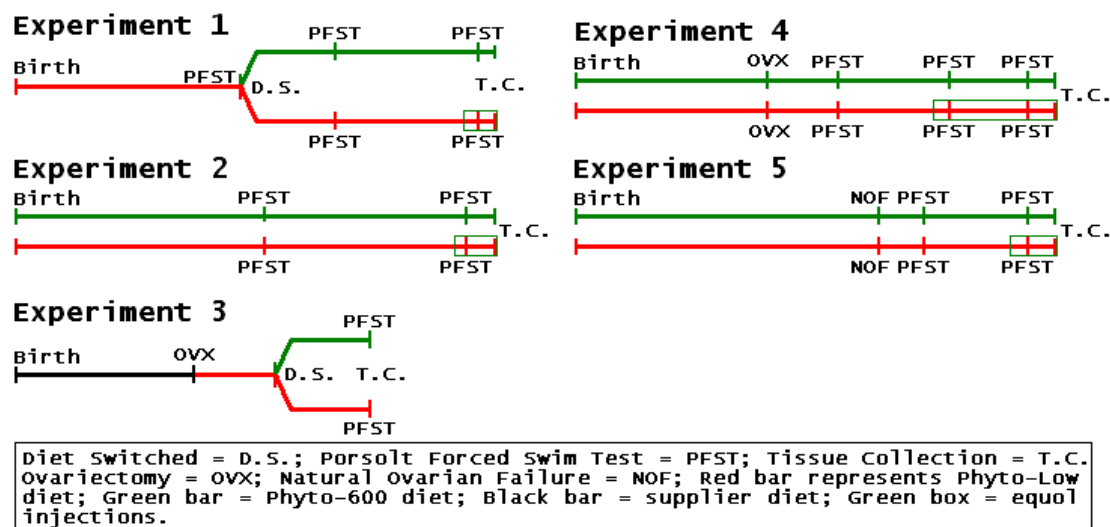 Experiment 1
PFST PFST
Birth PFST D.S. T.C.
PFST PFST
Experiment 2
Birth PFST PFST
T.C.
PFST PFST
Experiment 3
PFST
Birth OVX
D.S. T.C.
PFST
Experiment 4
Birth OVX PFST PFST PFST
T.C.
OVX PFST PFST PFST
Experiment 5
Birth NOF PFST PFST
T.C.
NOF PFST PFST
Diet Switched = D.S.; Porsolt Forced Swim Test = PFST; Tissue Collection = T.C.
Ovariectomy = OVX; Natural Ovarian Failure = NOF; Red bar represents Phyto-Low
diet; Green bar = Phyto-600 diet; Black bar = supplier diet; Green box = equol
injections.